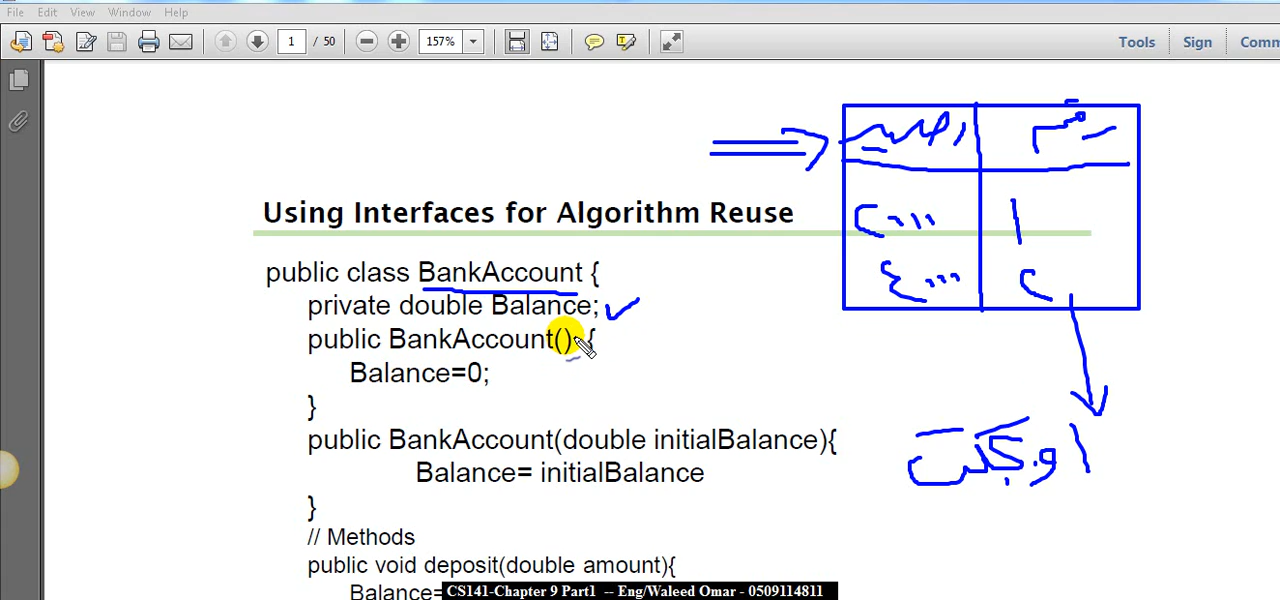 File Edit View Window Help
1 / 50 157% Tools Sign Comm
Using Interfaces for Algorithm Reuse
public class BankAccount {
private double Balance;
public BankAccount() {
Balance=0;
}
public BankAccount(double initialBalance){
Balance= initialBalance
}
// Methods
public void deposit(double amount){
Balance=
CS141-Chapter 9 Part1 -- Eng/Waleed Omar - 0509114811